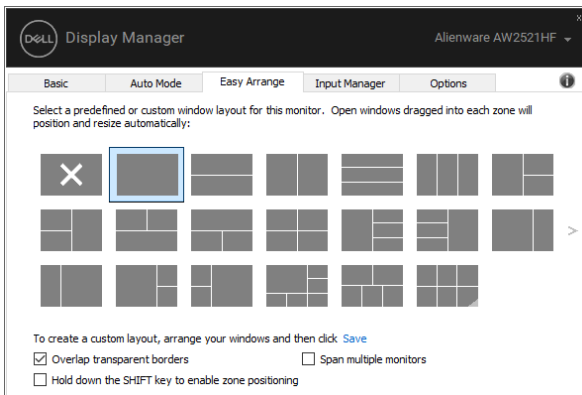 DELL Display Manager
Alienware AW2521HF
Basic
Auto Mode
Easy Arrange
Input Manager
Options
Select a predefined or custom window layout for this monitor. Open windows dragged into each zone will
position and resize automatically:
To create a custom layout, arrange your windows and then click Save
Overlap transparent borders
Span multiple monitors
Hold down the SHIFT key to enable zone positioning